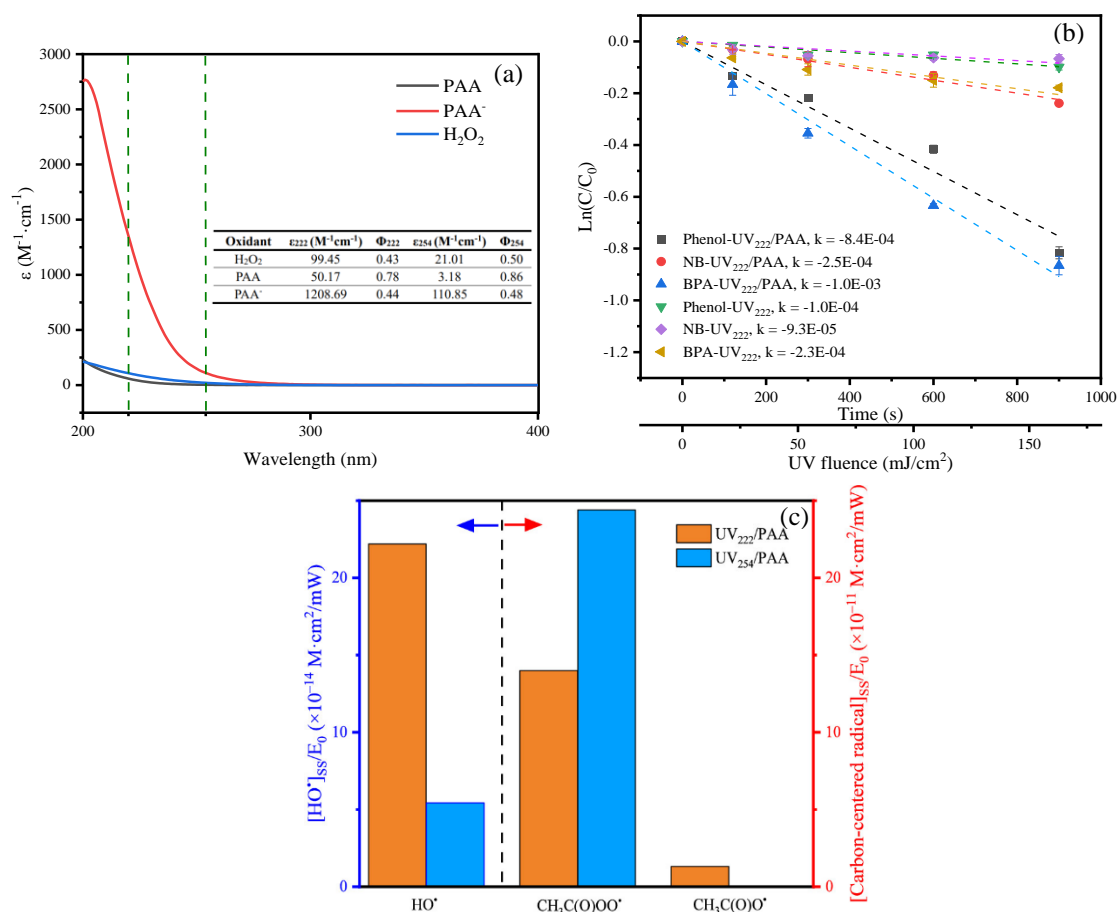 (a)
3000
2500
2000
1500
1000
500
0
ε (M⁻¹·cm⁻¹)
PAA
PAA⁻
H₂O₂
Oxidant ε₂₂₂ (M⁻¹cm⁻¹) Φ₂₂₂ ε₂₅₄ (M⁻¹cm⁻¹) Φ₂₅₄
H₂O₂ 99.45 0.43 21.01 0.50
PAA 50.17 0.78 3.18 0.86
PAA⁻ 1208.69 0.44 110.85 0.48
200 300 400
Wavelength (nm)
(b)
0.0
-0.2
-0.4
-0.6
-0.8
-1.0
-1.2
Ln(C/C₀)
Phenol-UV₂₂₂/PAA, k = -8.4E-04
NB-UV₂₂₂/PAA, k = -2.5E-04
BPA-UV₂₂₂/PAA, k = -1.0E-03
Phenol-UV₂₂₂, k = -1.0E-04
NB-UV₂₂₂, k = -9.3E-05
BPA-UV₂₂₂, k = -2.3E-04
0 200 400 600 800 1000
Time (s)
0 50 100 150
UV fluence (mJ/cm²)
(c)
UV₂₂₂/PAA
UV₂₅₄/PAA
[HO•]SS/E₀ (×10⁻¹⁴ M·cm²/mW)
20
10
0
[Carbon-centered radical]SS/E₀ (×10⁻¹¹ M·cm²/mW)
20
10
0
HO• CH₃C(O)OO• CH₃C(O)O•